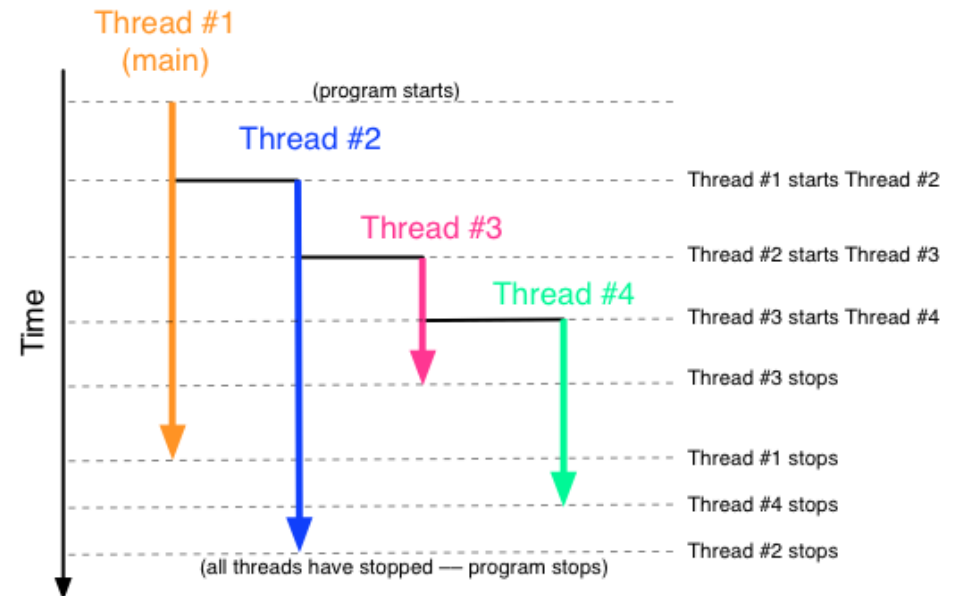 Thread #1
(main)
(program starts)
Thread #2
Thread #1 starts Thread #2
Thread #3
Thread #2 starts Thread #3
Thread #4
Thread #3 starts Thread #4
Time
Thread #3 stops
Thread #1 stops
Thread #4 stops
Thread #2 stops
(all threads have stopped — program stops)